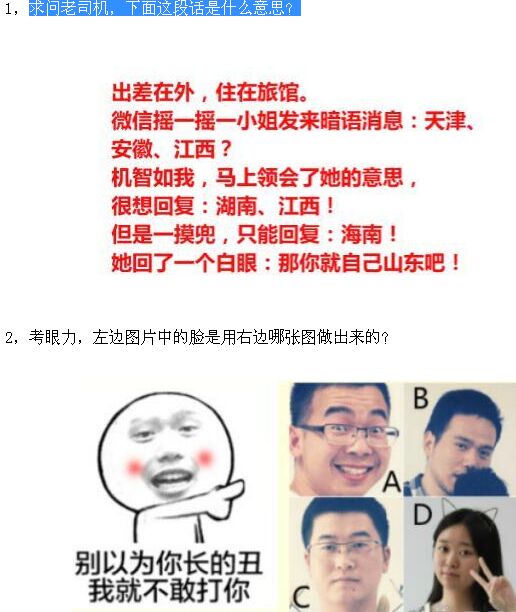 1，求问老司机，下面这段话是什么意思？
出差在外，住在旅馆。
微信摇一摇一小姐发来暗语消息：天津、
安徽、江西？
机智如我，马上领会了她的意思，
很想回复：湖南、江西！
但是一摸兜，只能回复：海南！
她回了一个白眼：那你就自己山东吧！
2，考眼力，左边图片中的脸是用右边哪张图做出来的？
别以为你长的丑
我就不敢打你
A
B
C
D